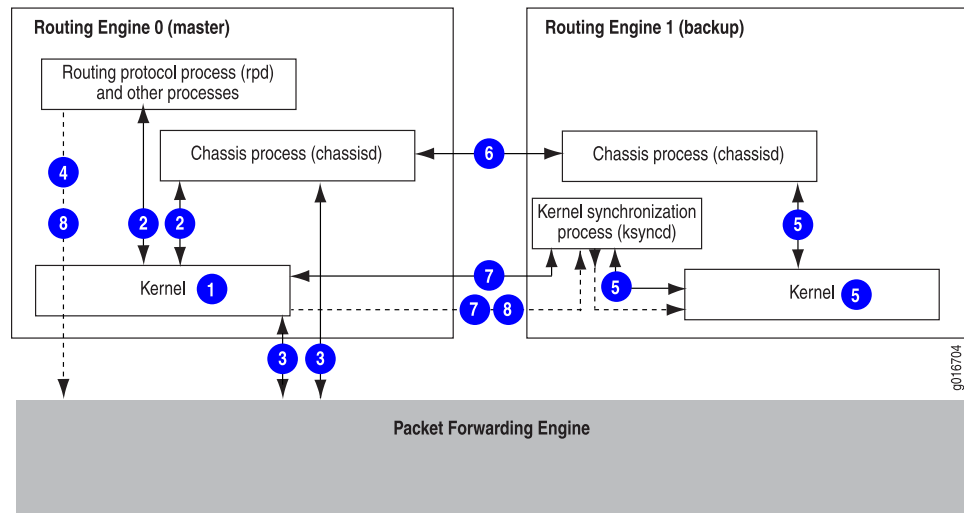 Routing Engine 0 (master)
Routing protocol process (rpd)
and other processes
Chassis process (chassisd)
4
8
2
2
Kernel
1
3
3
6
7
7
8
Routing Engine 1 (backup)
Chassis process (chassisd)
Kernel synchronization
process (ksyncd)
5
5
Kernel
5
g016704
Packet Forwarding Engine